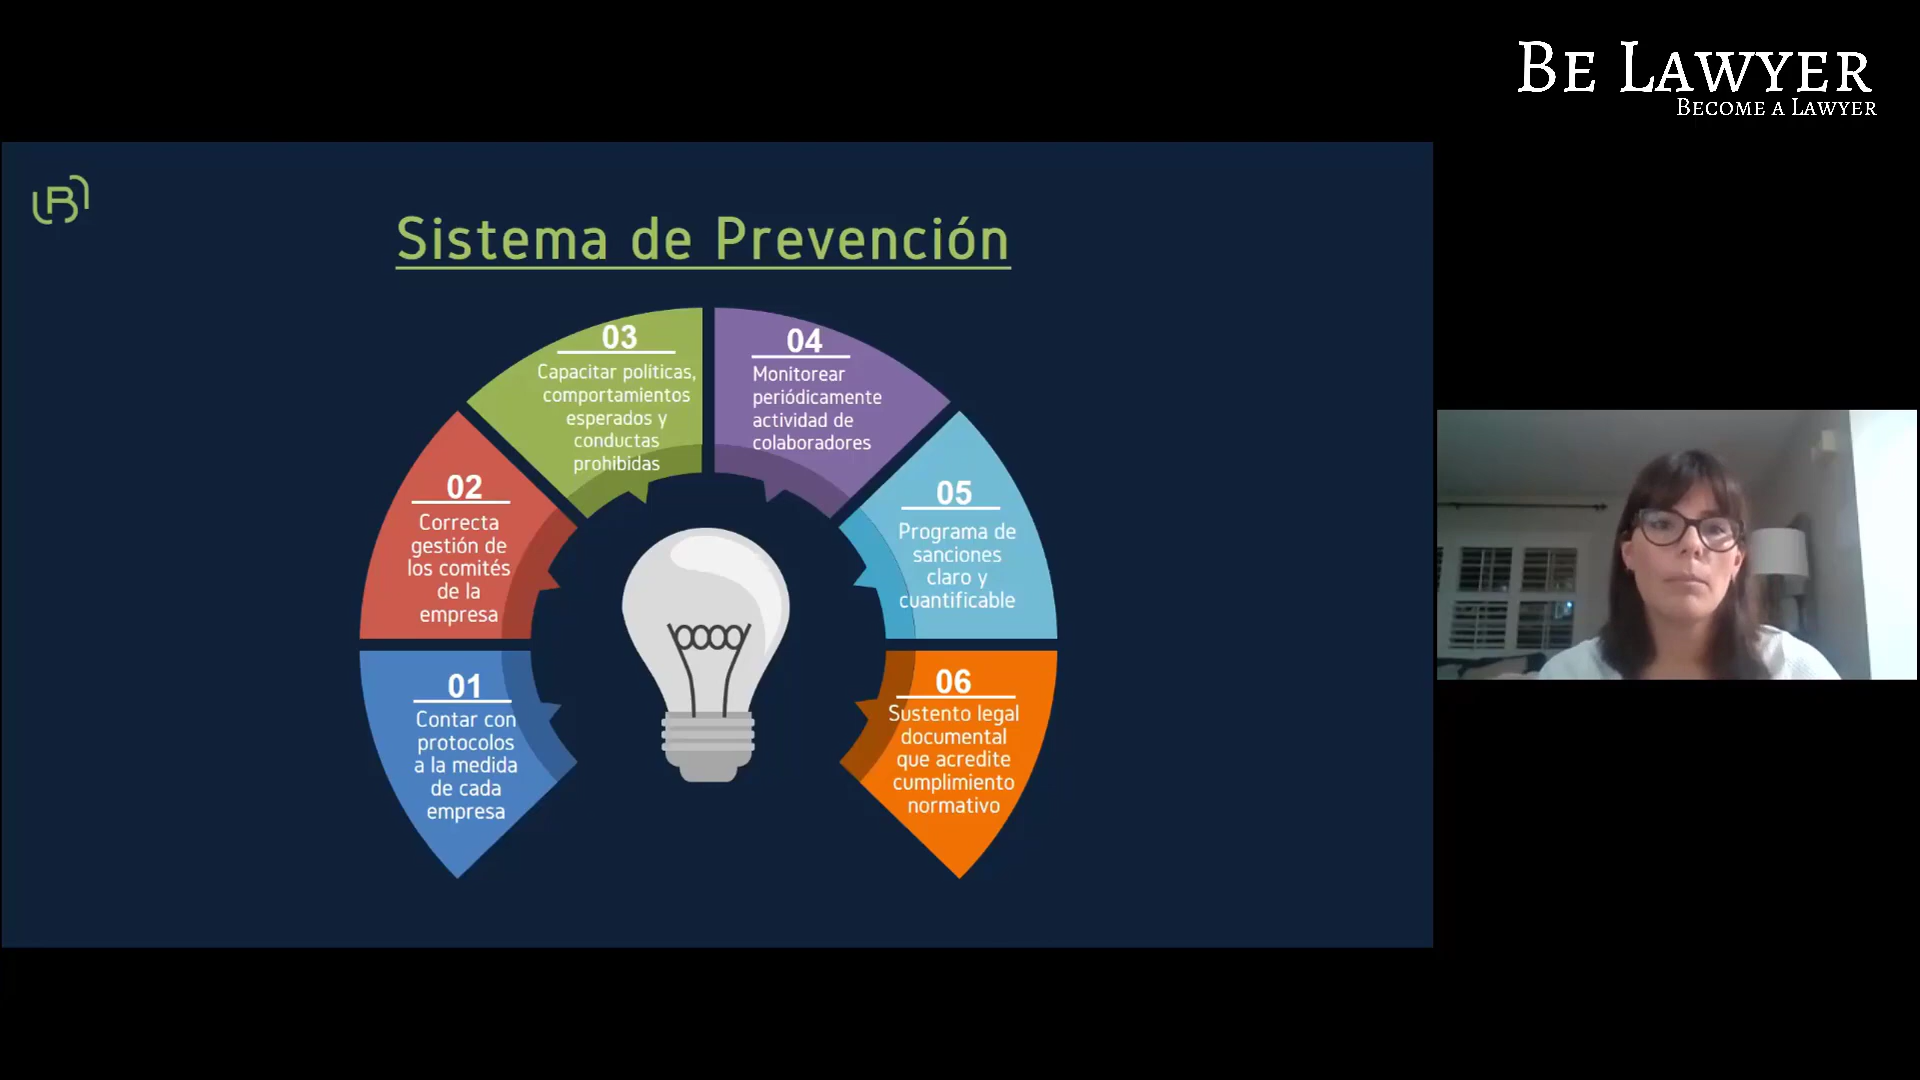 BE LAWYER
BECOME A LAWYER
Sistema de Prevención
01
Contar con
protocolos
a la medida
de cada
empresa
02
Correcta
gestión de
los comités
de la
empresa
03
Capacitar políticas,
comportamientos
esperados y
conductas
prohibidas
04
Monitorear
periódicamente
actividad de
colaboradores
05
Programa de
sanciones
claro y
cuantificable
06
Sustento legal
documental
que acredite
cumplimiento
normativo